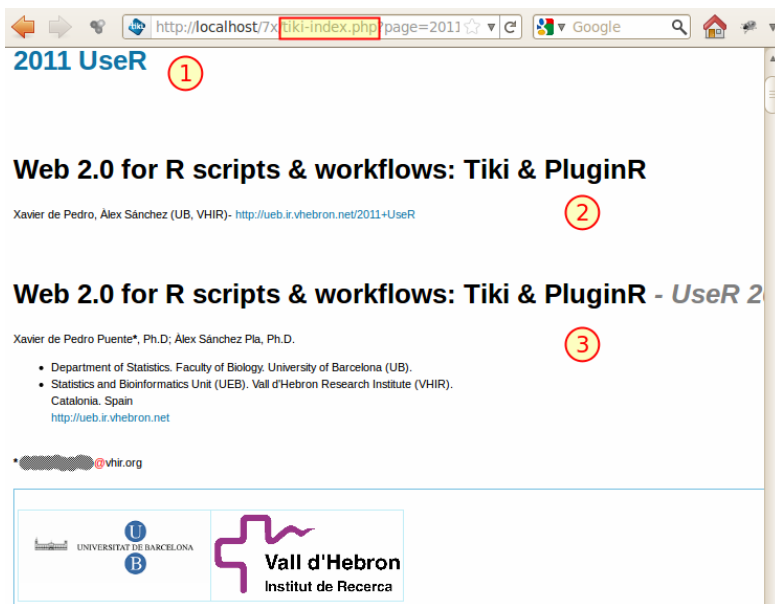 http://localhost/7x/tiki-index.php?page=2011
Google
2011 UseR
1
Web 2.0 for R scripts & workflows: Tiki & PluginR
Xavier de Pedro, Àlex Sánchez (UB, VHIR)- http://ueb.ir.vhebron.net/2011+UseR
2
Web 2.0 for R scripts & workflows: Tiki & PluginR - UseR
Xavier de Pedro Puente*, Ph.D; Àlex Sánchez Pla, Ph.D.
3
• Department of Statistics. Faculty of Biology. University of Barcelona (UB).
• Statistics and Bioinformatics Unit (UEB). Vall d'Hebron Research Institute (VHIR).
Catalonia. Spain
http://ueb.ir.vhebron.net
* @vhir.org
U
UNIVERSITAT DE BARCELONA
B
Vall d'Hebron
Institut de Recerca